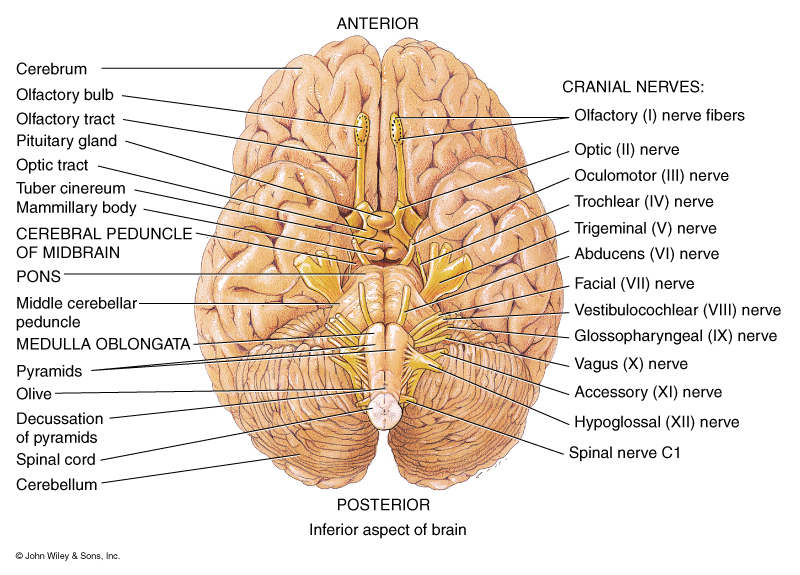 ANTERIOR
Cerebrum
Olfactory bulb
Olfactory tract
Pituitary gland
Optic tract
Tuber cinereum
Mammillary body
CEREBRAL PEDUNCLE
OF MIDBRAIN
PONS
Middle cerebellar
peduncle
MEDULLA OBLONGATA
Pyramids
Olive
Decussation
of pyramids
Spinal cord
Cerebellum
CRANIAL NERVES:
Olfactory (I) nerve fibers
Optic (II) nerve
Oculomotor (III) nerve
Trochlear (IV) nerve
Trigeminal (V) nerve
Abducens (VI) nerve
Facial (VII) nerve
Vestibulocochlear (VIII) nerve
Glossopharyngeal (IX) nerve
Vagus (X) nerve
Accessory (XI) nerve
Hypoglossal (XII) nerve
Spinal nerve C1
POSTERIOR
Inferior aspect of brain
© John Wiley & Sons, Inc.